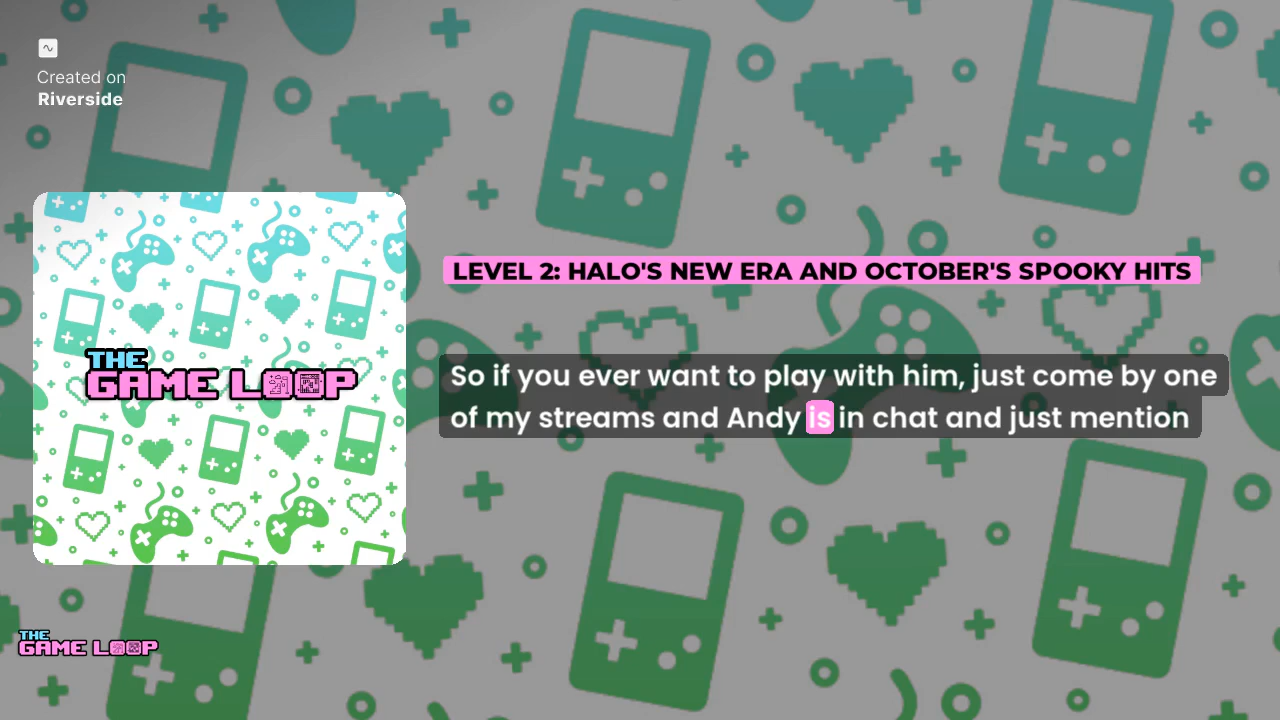 Created on
Riverside
THE
GAME LOOP
LEVEL 2: HALO'S NEW ERA AND OCTOBER'S SPOOKY HITS
So if you ever want to play with him, just come by one
of my streams and Andy is in chat and just mention
THE
GAME LOOP